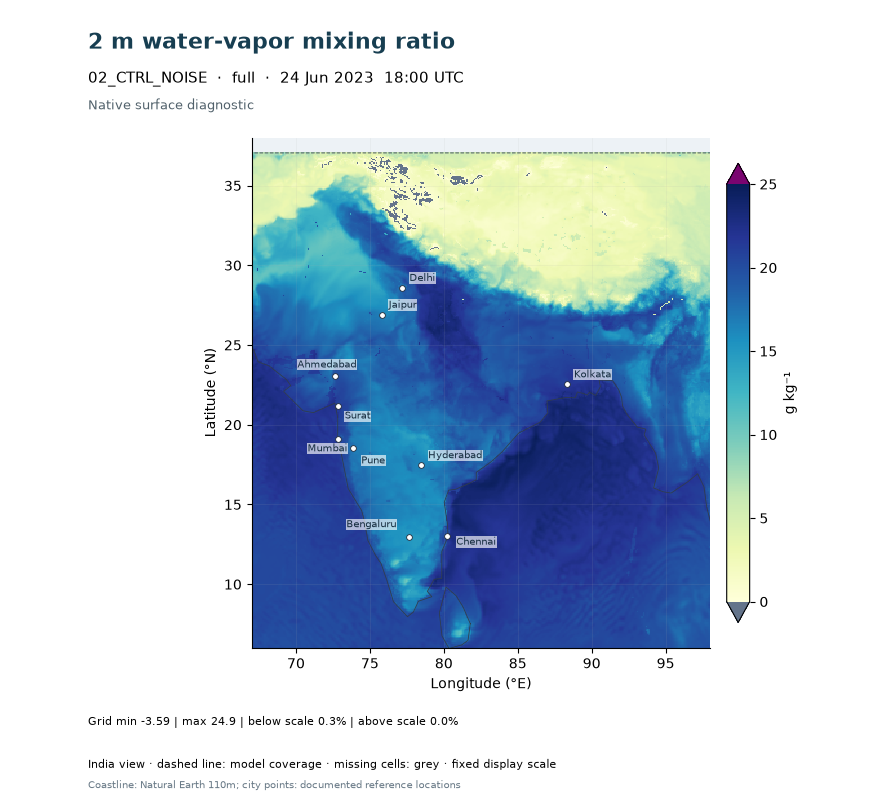 2 m water-vapor mixing ratio
02_CTRL_NOISE · full · 24 Jun 2023 18:00 UTC
Native surface diagnostic
35
30
25
20
15
10
Latitude (°N)
Delhi
Jaipur
Ahmedabad
Kolkata
Surat
Mumbai
Pune
Hyderabad
Bengaluru
Chennai
70
75
80
85
90
95
Longitude (°E)
25
20
15
10
5
0
g kg⁻¹
Grid min -3.59 | max 24.9 | below scale 0.3% | above scale 0.0%
India view · dashed line: model coverage · missing cells: grey · fixed display scale
Coastline: Natural Earth 110m; city points: documented reference locations